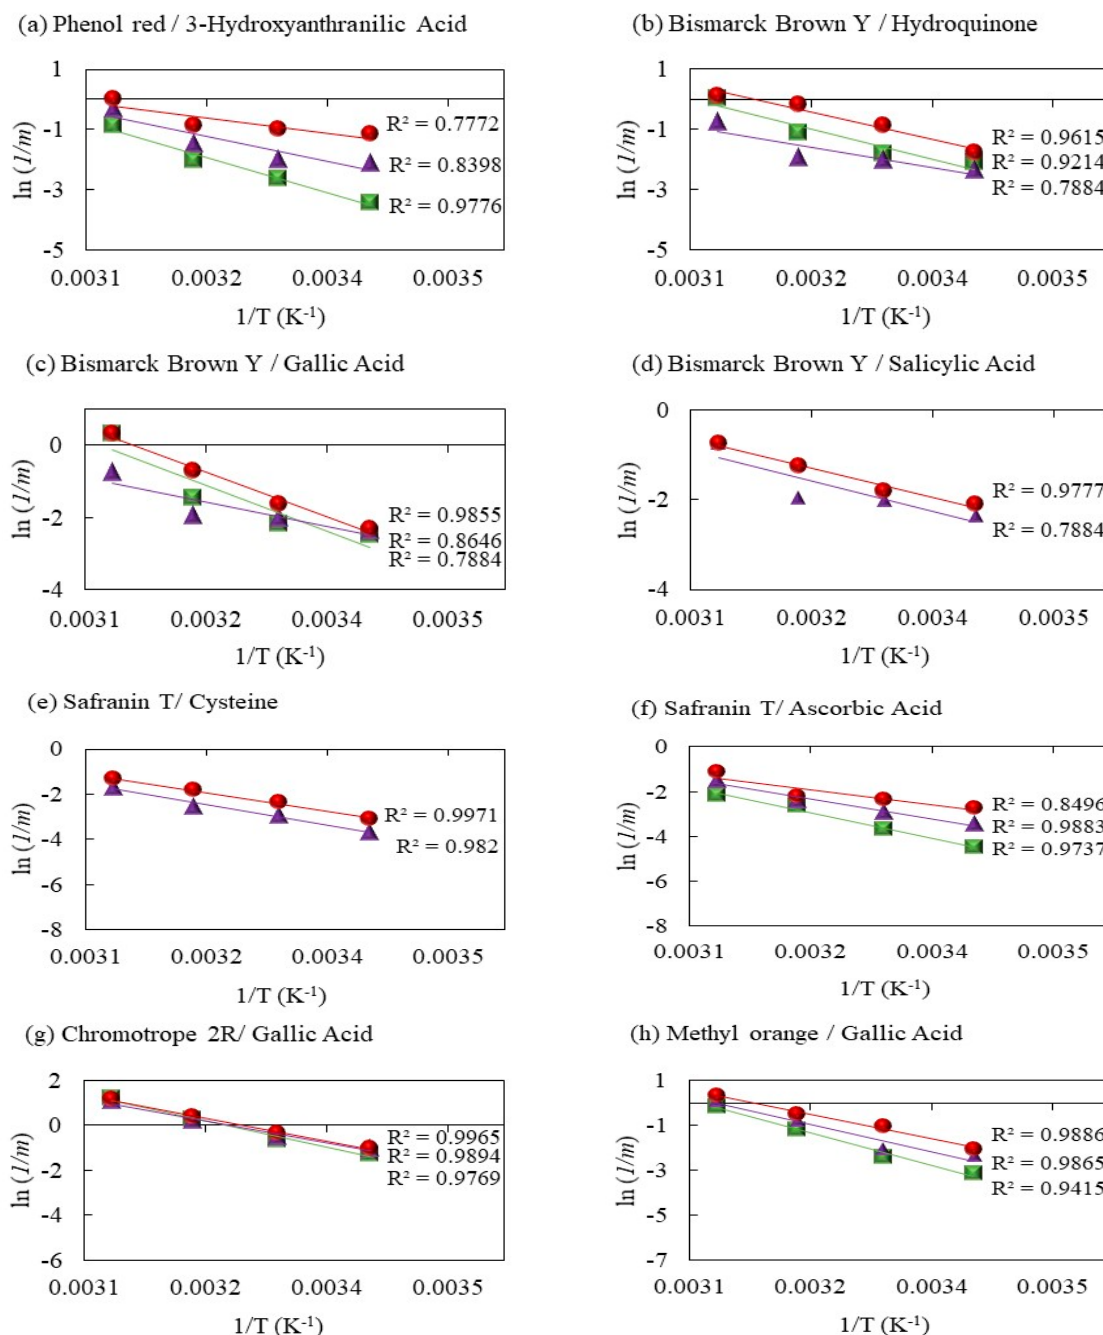 (a) Phenol red / 3-Hydroxyanthranilic Acid
1
-1
-3
-5
ln (1/m)
R² = 0.7772
R² = 0.8398
R² = 0.9776
0.0031 0.0032 0.0034 0.0035
1/T (K⁻¹)
(b) Bismarck Brown Y / Hydroquinone
1
-1
-3
-5
ln (1/m)
R² = 0.9615
R² = 0.9214
R² = 0.7884
0.0031 0.0032 0.0034 0.0035
1/T (K⁻¹)
(c) Bismarck Brown Y / Gallic Acid
0
-2
-4
ln (1/m)
R² = 0.9855
R² = 0.8646
R² = 0.7884
0.0031 0.0032 0.0034 0.0035
1/T (K⁻¹)
(d) Bismarck Brown Y / Salicylic Acid
0
-2
-4
ln (1/m)
R² = 0.9777
R² = 0.7884
0.0031 0.0032 0.0034 0.0035
1/T (K⁻¹)
(e) Safranin T/ Cysteine
0
-2
-4
-6
-8
ln (1/m)
R² = 0.9971
R² = 0.982
0.0031 0.0032 0.0034 0.0035
1/T (K⁻¹)
(f) Safranin T/ Ascorbic Acid
0
-2
-4
-6
-8
ln (1/m)
R² = 0.8496
R² = 0.9883
R² = 0.9737
0.0031 0.0032 0.0034 0.0035
1/T (K⁻¹)
(g) Chromotrope 2R/ Gallic Acid
2
0
-2
-4
-6
ln (1/m)
R² = 0.9965
R² = 0.9894
R² = 0.9769
0.0031 0.0032 0.0034 0.0035
1/T (K⁻¹)
(h) Methyl orange / Gallic Acid
1
-1
-3
-5
-7
ln (1/m)
R² = 0.9886
R² = 0.9865
R² = 0.9415
0.0031 0.0032 0.0034 0.0035
1/T (K⁻¹)